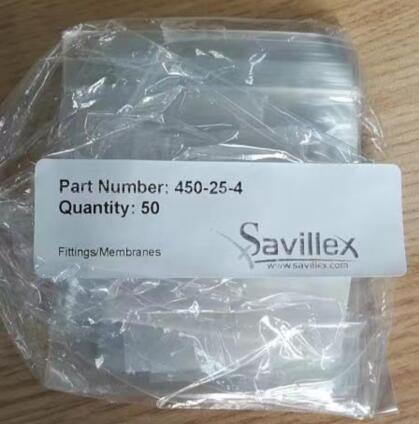 Part Number: 450-25-4
Quantity: 50
Savillex
www.savillex.com
Fittings/Membranes